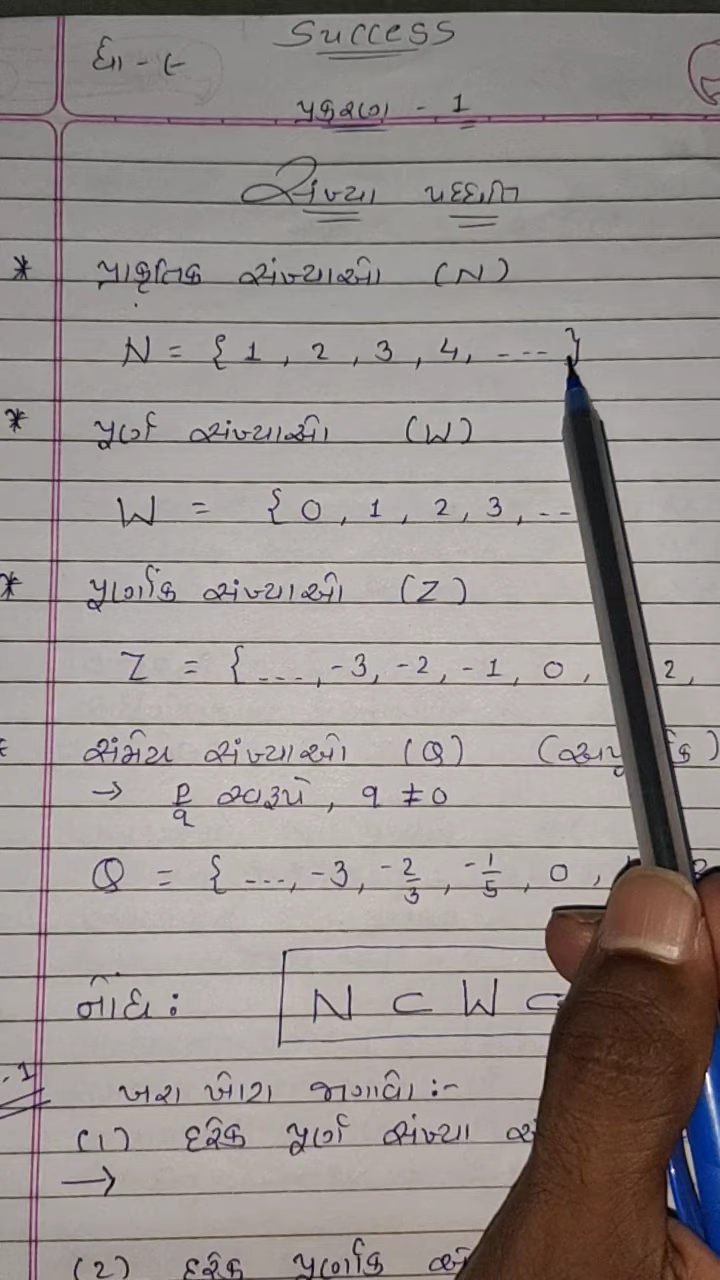 Success
ધો - ૯
પ્રકરણ - 1
સંખ્યા પદ્ધતિ
* પ્રાકૃતિક સંખ્યાઓ (N)
N = { 1 , 2 , 3 , 4, --- }
* પુર્ણ સંખ્યાઓ (W)
W = { 0 , 1 , 2 , 3 , --
* પુર્ણાંક સંખ્યાઓ (Z)
Z = { ---, -3, -2, -1, 0 , 2,
સંમેય સંખ્યાઓ (Q)
→ p/q સ્વરૂપે, q ≠ 0
Q = { ---, -3, -2/3, -1/5, 0 ,
નોંધ : N ⊂ W ⊂
.1 ખરા ખોટા જણાવો :-
(1) દરેક પુર્ણ સંખ્યા
→
(2) દરેક પુર્ણાંક